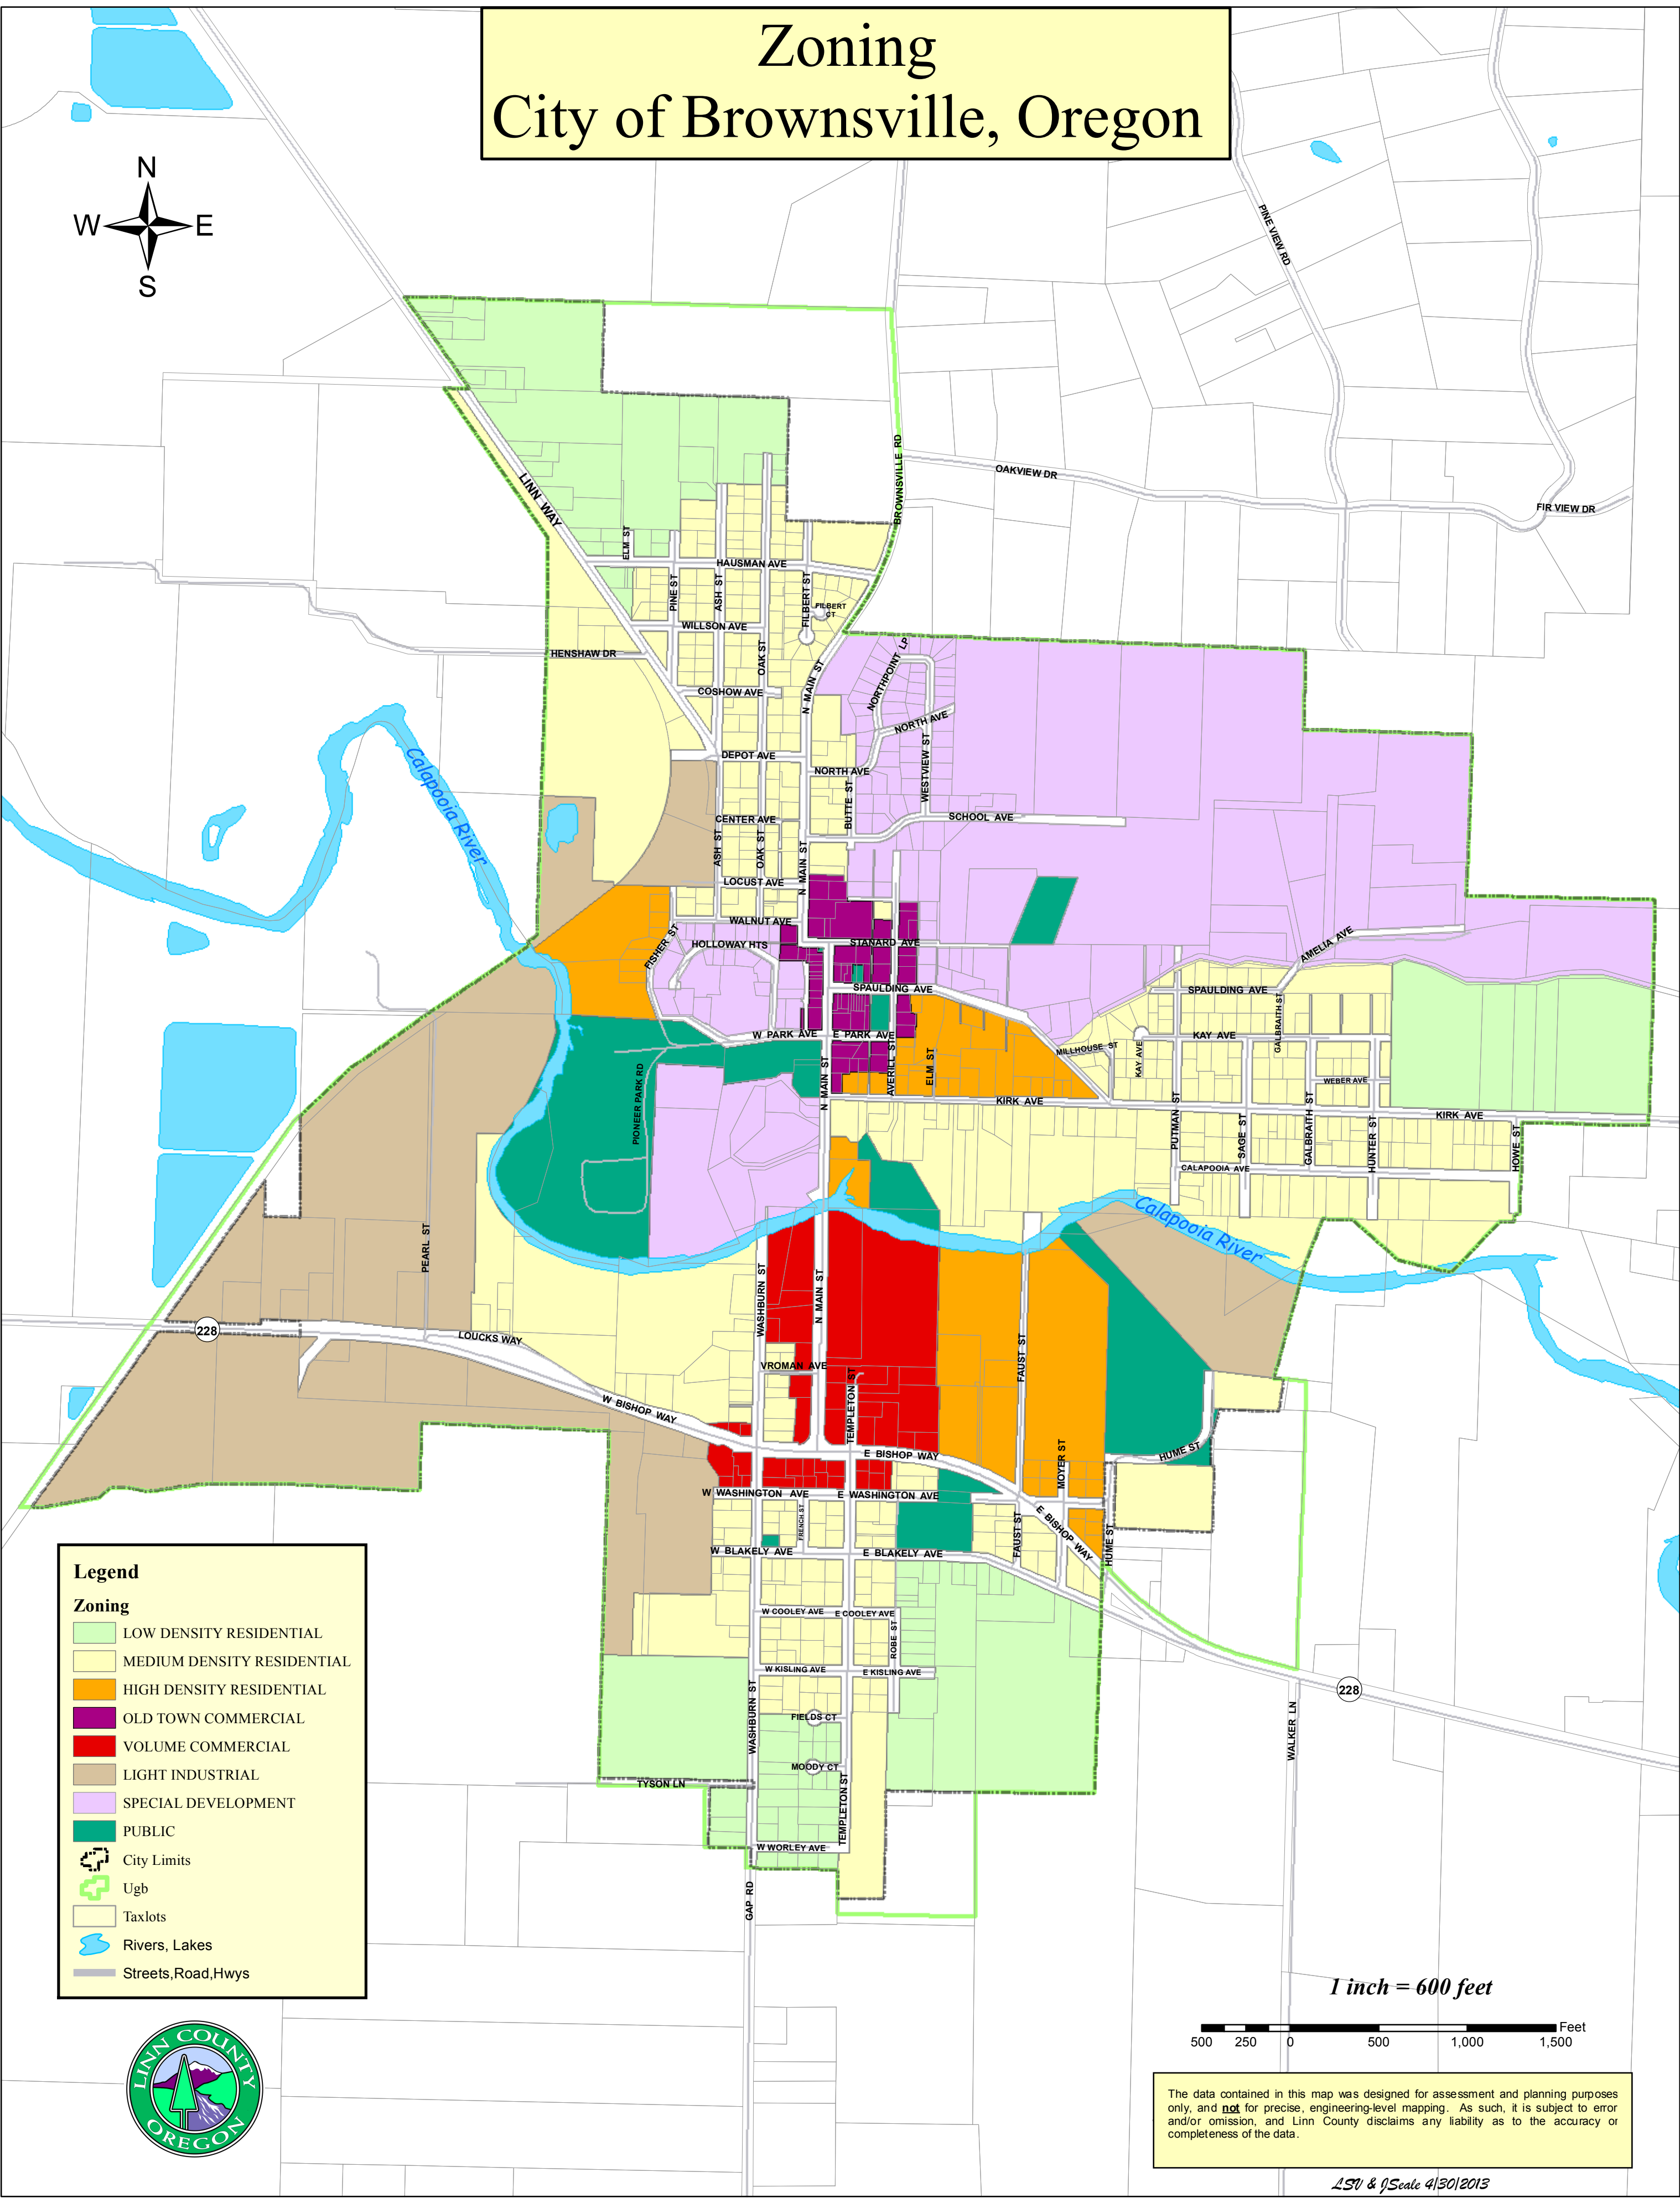 Zoning
City of Brownsville, Oregon
N
W E
S
PINE VIEW RD
OAKVIEW DR
FIR VIEW DR
BROWNSVILLE RD
LINN WAY
ELM ST
HAUSMAN AVE
PINE ST
ASH ST
FILBERT ST
FILBERT
CT
WILLSON AVE
HENSHAW DR
OAK ST
N MAIN ST
COSHOW AVE
NORTHPOINT LP
NORTH AVE
DEPOT AVE
NORTH AVE
WESTVIEW ST
BUTTE ST
Calapooia River
CENTER AVE
SCHOOL AVE
ASH ST
OAK ST
N MAIN ST
LOCUST AVE
WALNUT AVE
FISHER ST
HOLLOWAY HTS
STANARD AVE
AMELIA AVE
SPAULDING AVE
SPAULDING AVE
GALBRAITH ST
W PARK AVE
E PARK AVE
KAY AVE
MILLHOUSE ST
KAY AVE
AVERILL ST
ELM ST
N MAIN ST
PIONEER PARK RD
WEBER AVE
KIRK AVE
KIRK AVE
PUTMAN ST
SAGE ST
GALBRAITH ST
HUNTER ST
HOWE ST
CALAPOOIA AVE
Calapooia River
PEARL ST
WASHBURN ST
N MAIN ST
228
LOUCKS WAY
VROMAN AVE
FAUST ST
TEMPLETON ST
W BISHOP WAY
E BISHOP WAY
MOYER ST
HUME ST
W WASHINGTON AVE
E WASHINGTON AVE
FRENCH ST
FAUST ST
E BISHOP WAY
HUME ST
W BLAKELY AVE
E BLAKELY AVE
W COOLEY AVE
E COOLEY AVE
ROBE ST
W KISLING AVE
E KISLING AVE
WASHBURN ST
FIELDS CT
MOODY CT
TEMPLETON ST
TYSON LN
W WORLEY AVE
GAP RD
WALKER LN
228
Legend
Zoning
LOW DENSITY RESIDENTIAL
MEDIUM DENSITY RESIDENTIAL
HIGH DENSITY RESIDENTIAL
OLD TOWN COMMERCIAL
VOLUME COMMERCIAL
LIGHT INDUSTRIAL
SPECIAL DEVELOPMENT
PUBLIC
City Limits
Ugb
Taxlots
Rivers, Lakes
Streets,Road,Hwys
LINN COUNTY
OREGON
1 inch = 600 feet
Feet
500 250 0 500 1,000 1,500
The data contained in this map was designed for assessment and planning purposes
only, and not for precise, engineering-level mapping. As such, it is subject to error
and/or omission, and Linn County disclaims any liability as to the accuracy or
completeness of the data.
LSV & JSeale 4/30/2013